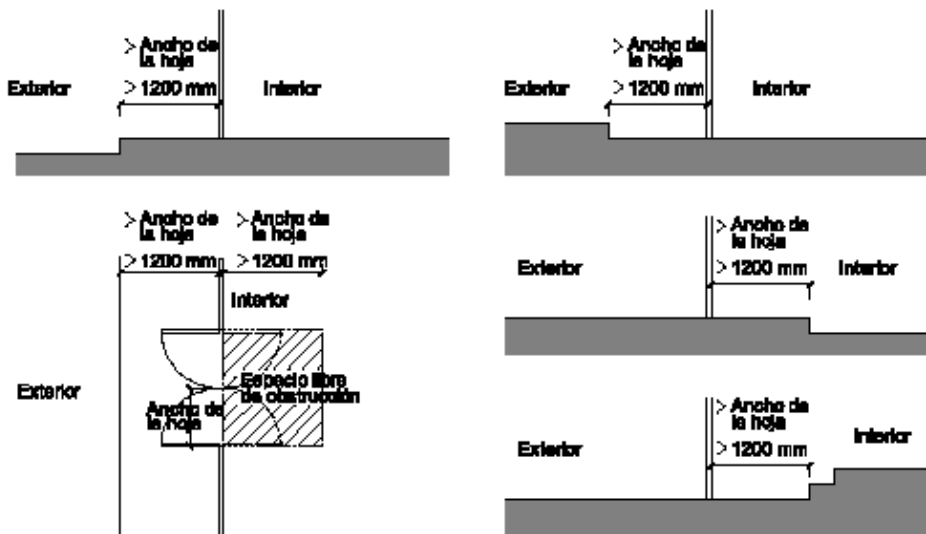 > Ancho de
la hoja
Exterior
> 1200 mm
Interior
> Ancho de
la hoja
Exterior
> 1200 mm
Interior
> Ancho de
la hoja
> 1200 mm
> Ancho de
la hoja
> 1200 mm
Interior
Exterior
Espacio libre
de obstrucción
Ancho de
la hoja
> Ancho de
la hoja
Exterior
> 1200 mm
Interior
> Ancho de
la hoja
Exterior
> 1200 mm
Interior